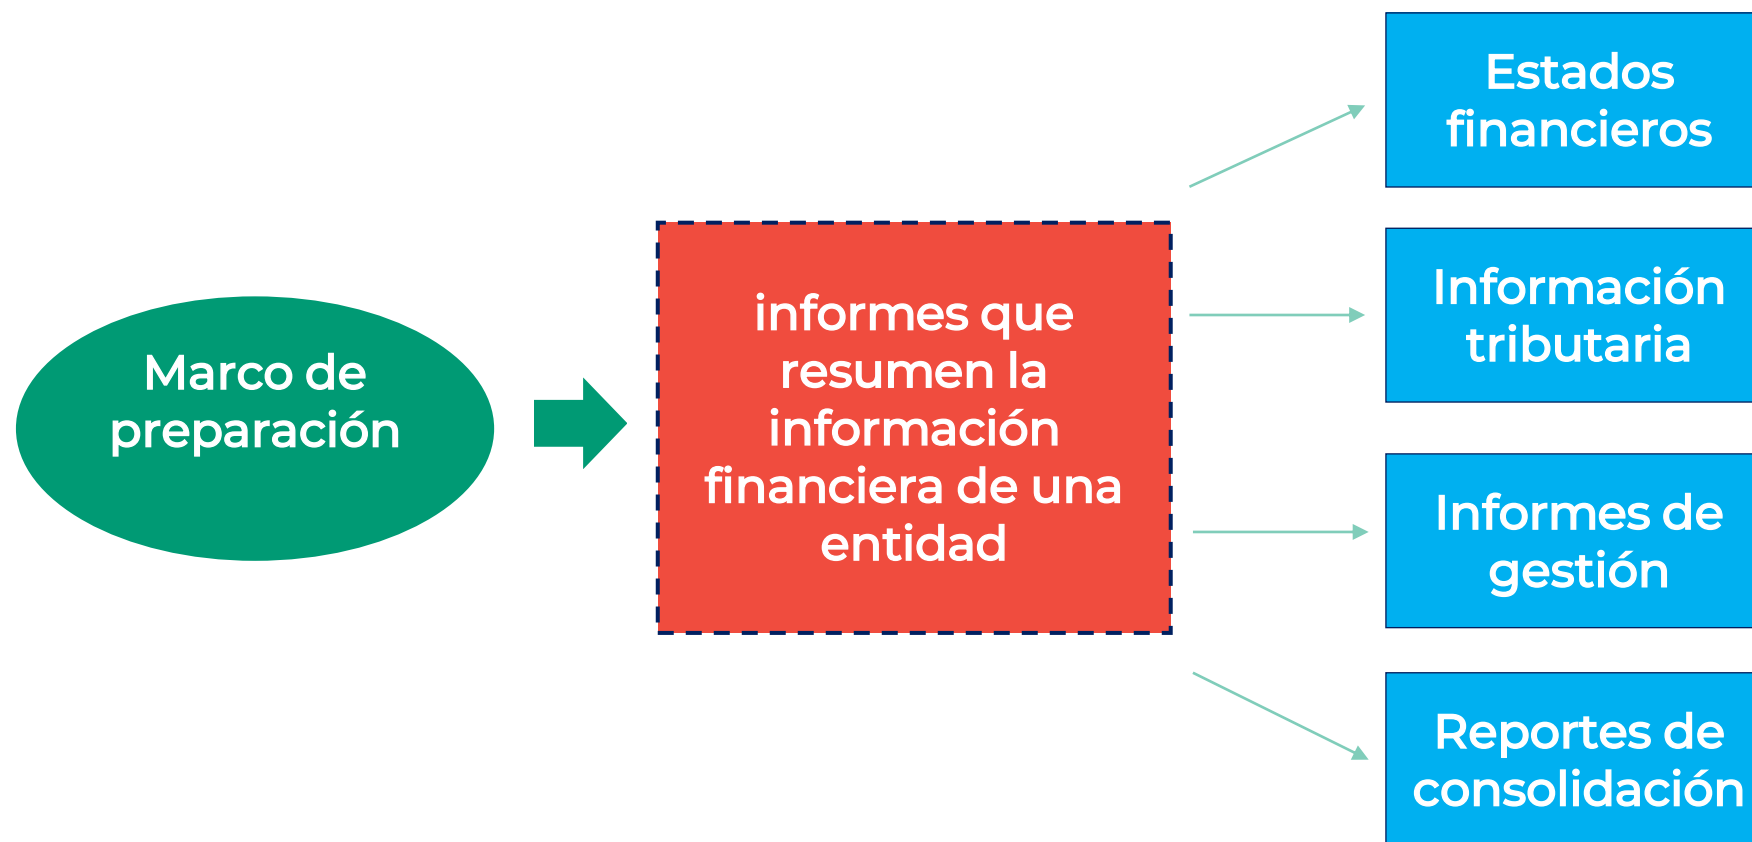 Marco de
preparación
informes que
resumen la
información
financiera de una
entidad
Estados
financieros
Información
tributaria
Informes de
gestión
Reportes de
consolidación